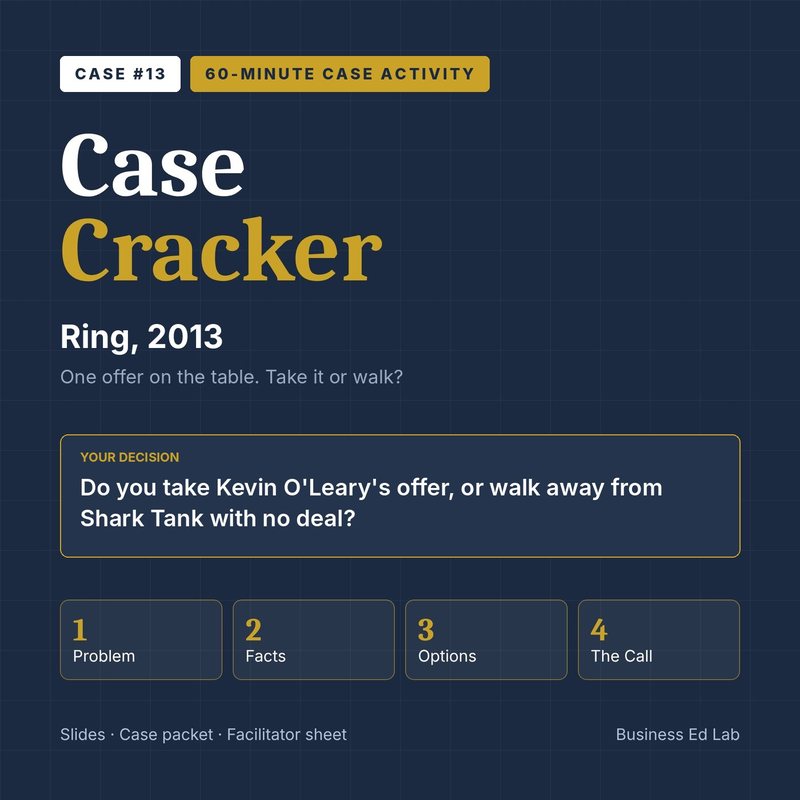 CASE #13
60-MINUTE CASE ACTIVITY
Case
Cracker
Ring, 2013
One offer on the table. Take it or walk?
YOUR DECISION
Do you take Kevin O'Leary's offer, or walk away from
Shark Tank with no deal?
1
Problem
2
Facts
3
Options
4
The Call
Slides · Case packet · Facilitator sheet
Business Ed Lab